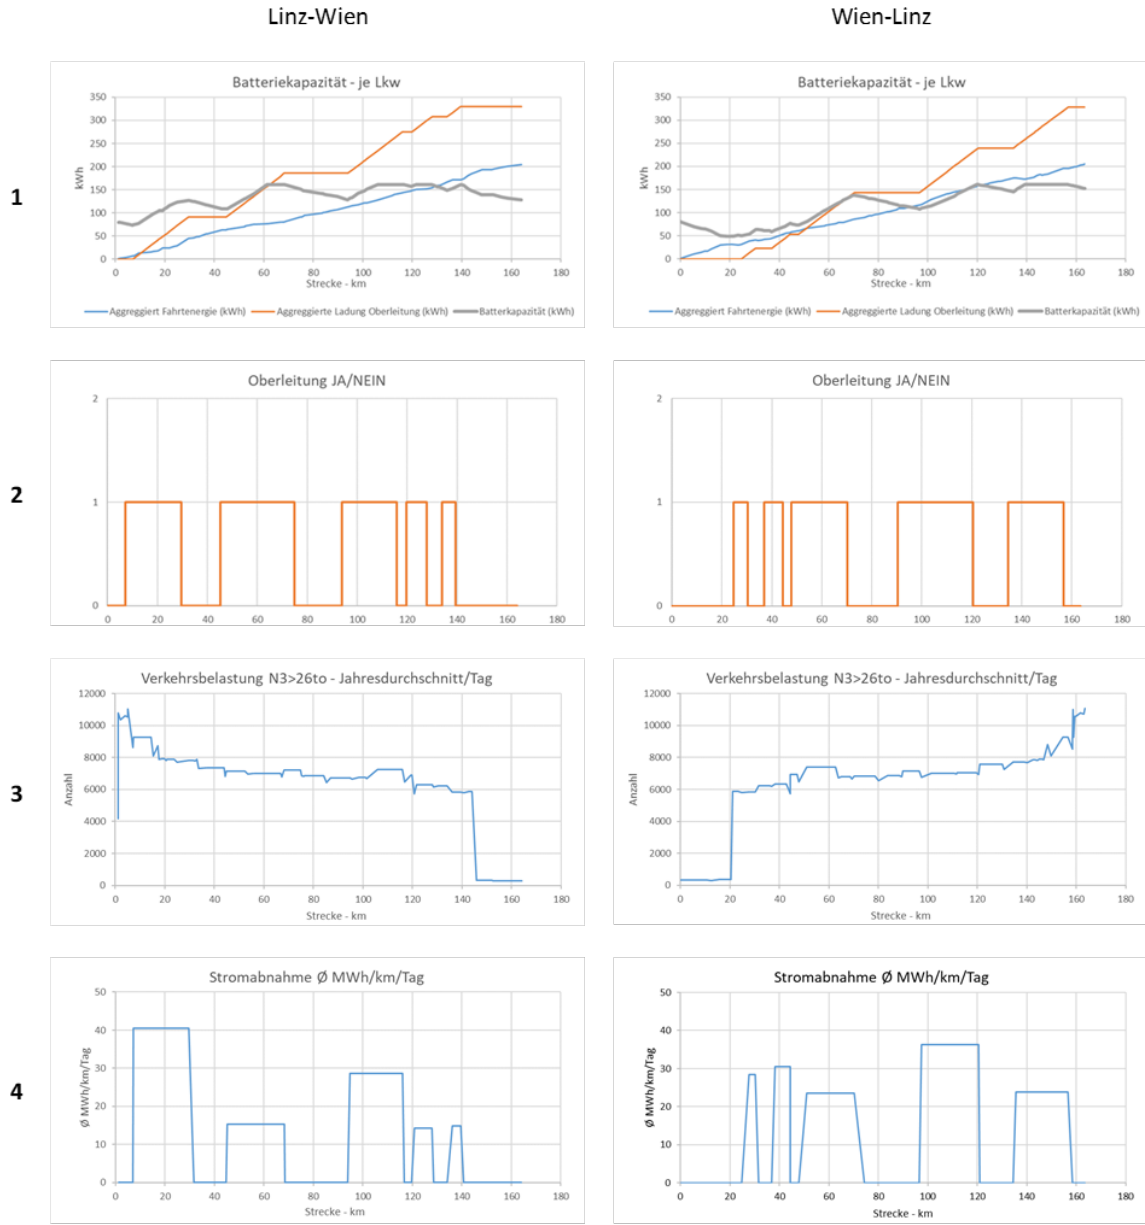 Linz-Wien
Wien-Linz
1
Batteriekapazität - je Lkw
350
300
250
200
150
100
50
0
kWh
0 20 40 60 80 100 120 140 160 180
Strecke - km
Aggreggiert Fahrtenergie (kWh) Aggreggierte Ladung Oberleitung (kWh) Batterkapazität (kWh)
Batteriekapazität - je Lkw
350
300
250
200
150
100
50
0
kWh
0 20 40 60 80 100 120 140 160 180
Strecke - km
Aggreggiert Fahrtenergie (kWh) Aggreggierte Ladung Oberleitung (kWh) Batterkapazität (kWh)
2
Oberleitung JA/NEIN
2
1
0
0 20 40 60 80 100 120 140 160 180
Oberleitung JA/NEIN
2
1
0
0 20 40 60 80 100 120 140 160 180
3
Verkehrsbelastung N3>26to - Jahresdurchschnitt/Tag
12000
10000
8000
6000
4000
2000
0
Anzahl
0 20 40 60 80 100 120 140 160 180
Strecke - km
Verkehrsbelastung N3>26to - Jahresdurchschnitt/Tag
12000
10000
8000
6000
4000
2000
0
Anzahl
0 20 40 60 80 100 120 140 160 180
Strecke - km
4
Stromabnahme Ø MWh/km/Tag
50
40
30
20
10
0
Ø MWh/km/Tag
0 20 40 60 80 100 120 140 160 180
Strecke - km
Stromabnahme Ø MWh/km/Tag
50
40
30
20
10
0
Ø MWh/km/Tag
0 20 40 60 80 100 120 140 160 180
Strecke - km